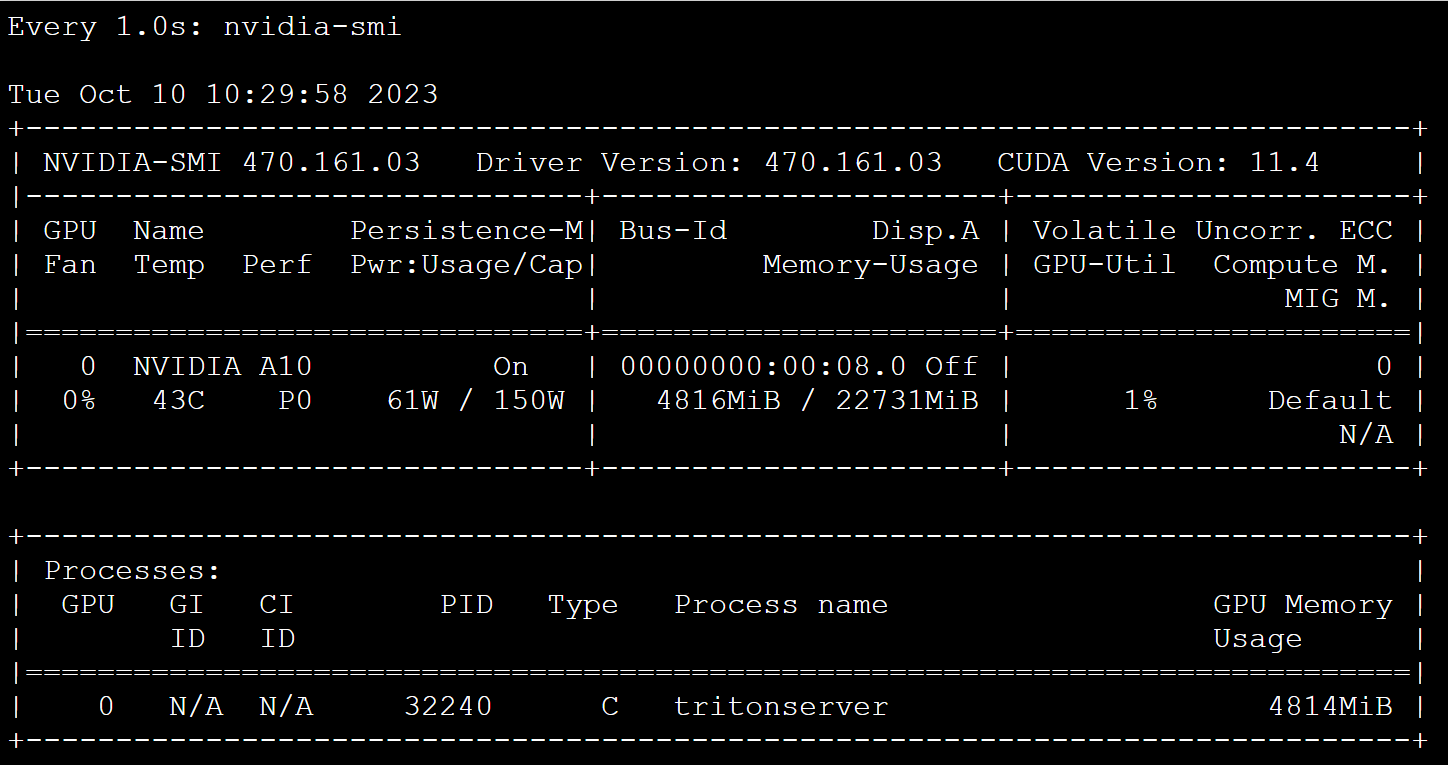 Every 1.0s: nvidia-smi
Tue Oct 10 10:29:58 2023
+-----------------------------------------------------------------------------+
| NVIDIA-SMI 470.161.03   Driver Version: 470.161.03   CUDA Version: 11.4     |
|-------------------------------+----------------------+----------------------+
| GPU  Name        Persistence-M| Bus-Id        Disp.A | Volatile Uncorr. ECC |
| Fan  Temp  Perf  Pwr:Usage/Cap|         Memory-Usage | GPU-Util  Compute M. |
|                               |                      |               MIG M. |
|===============================+======================+======================|
|   0  NVIDIA A10          On   | 00000000:00:08.0 Off |                    0 |
|  0%   43C    P0    61W / 150W |   4816MiB / 22731MiB |      1%      Default |
|                               |                      |                  N/A |
+-------------------------------+----------------------+----------------------+
+-----------------------------------------------------------------------------+
| Processes:                                                                  |
|  GPU   GI   CI        PID   Type   Process name                  GPU Memory |
|        ID   ID                                                   Usage      |
|=============================================================================|
|    0   N/A  N/A     32240      C   tritonserver                     4814MiB |
+-----------------------------------------------------------------------------+